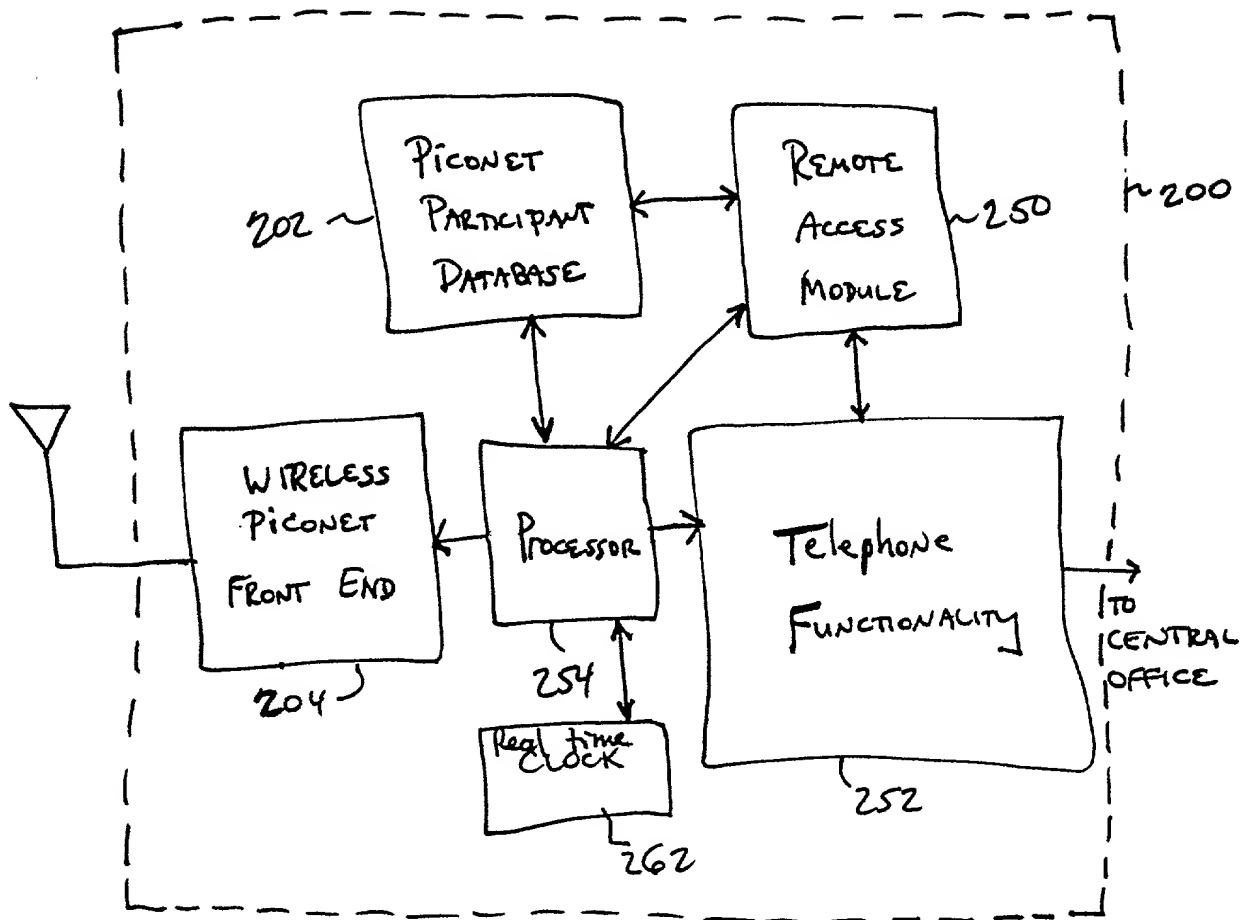 PICONET
PARTICIPANT
DATABASE
202
REMOTE
ACCESS
MODULE
250
200
WIRELESS
PICONET
FRONT END
204
PROCESSOR
254
Telephone
FUNCTIONALITY
252
TO
CENTRAL
OFFICE
Real time
CLOCK
262